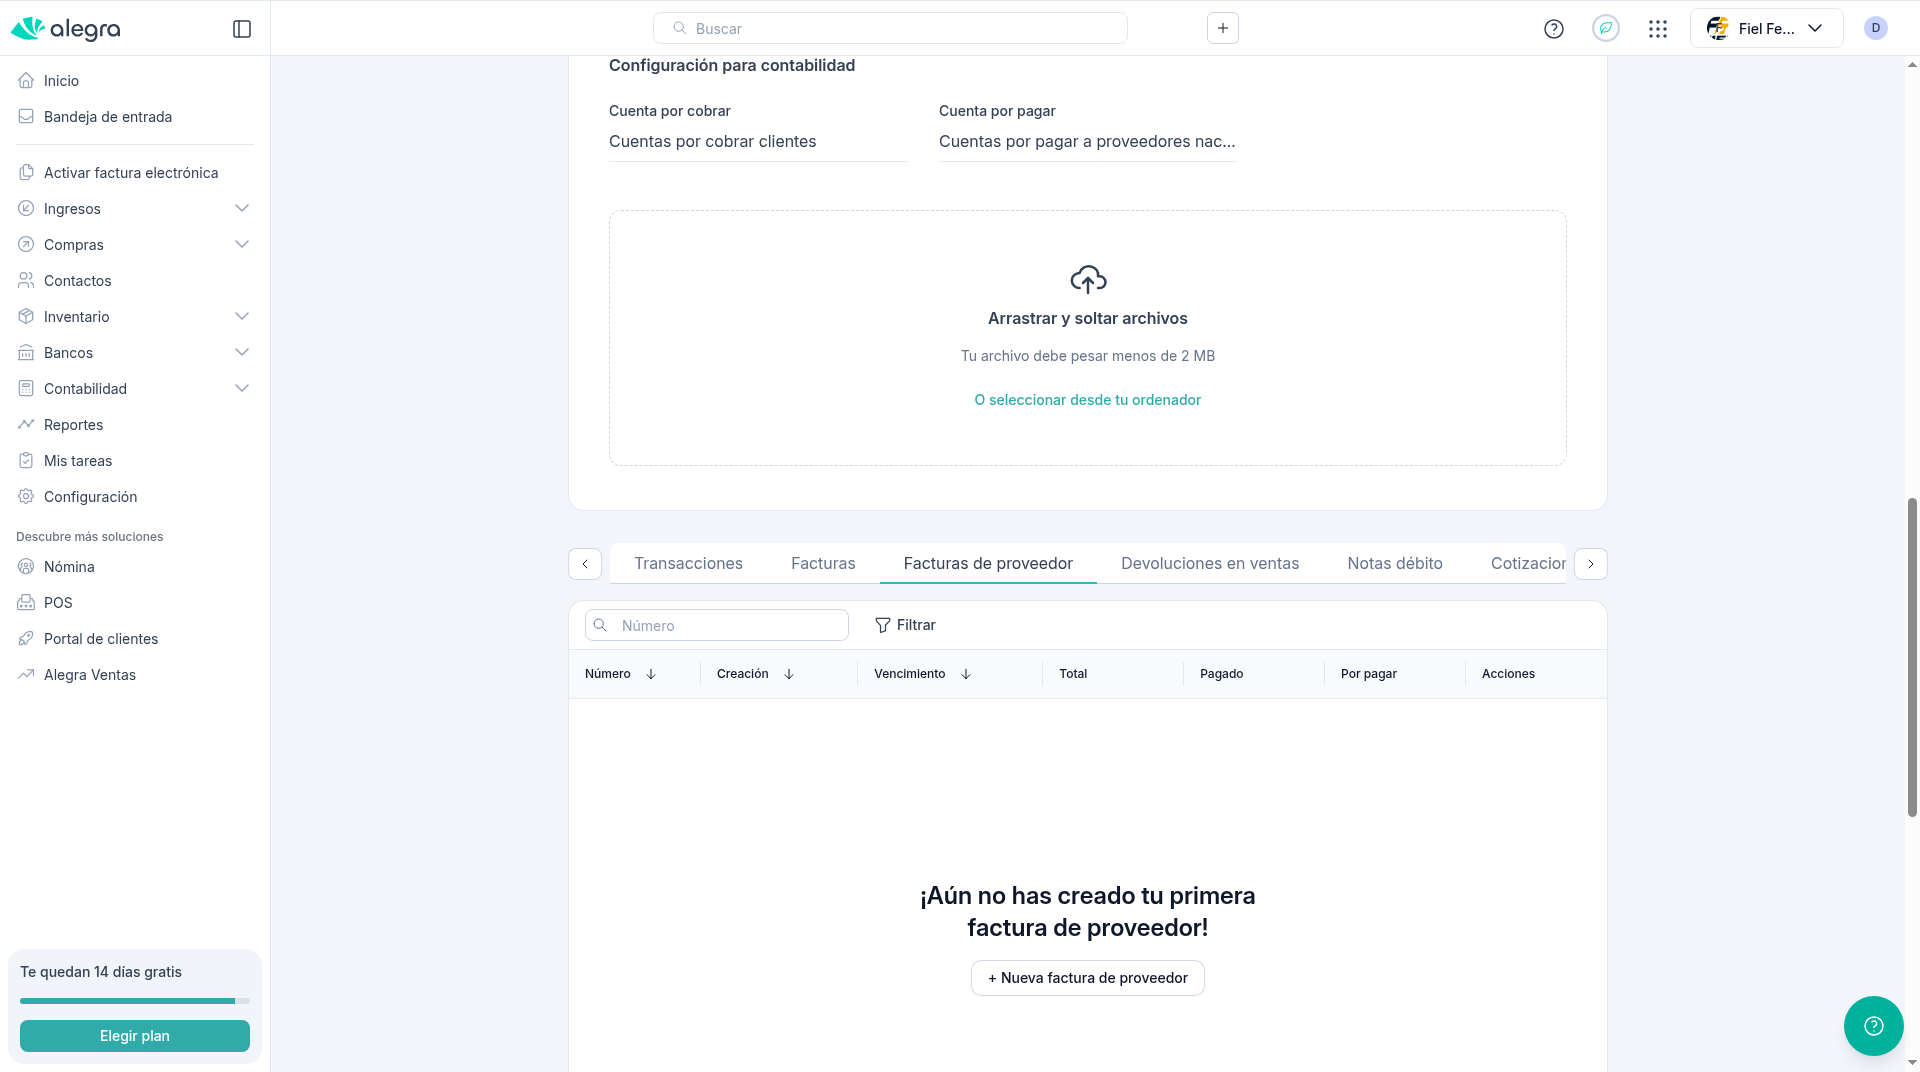 alegra
Buscar
Fiel Fe...
D
Inicio
Bandeja de entrada
Activar factura electrónica
Ingresos
Compras
Contactos
Inventario
Bancos
Contabilidad
Reportes
Mis tareas
Configuración
Descubre más soluciones
Nómina
POS
Portal de clientes
Alegra Ventas
Te quedan 14 días gratis
Elegir plan
Configuración para contabilidad
Cuenta por cobrar
Cuentas por cobrar clientes
Cuenta por pagar
Cuentas por pagar a proveedores nac...
Arrastrar y soltar archivos
Tu archivo debe pesar menos de 2 MB
O seleccionar desde tu ordenador
Transacciones Facturas Facturas de proveedor Devoluciones en ventas Notas débito Cotizacior
Número Filtrar
Número Creación Vencimiento Total Pagado Por pagar Acciones
¡Aún no has creado tu primera
factura de proveedor!
+ Nueva factura de proveedor